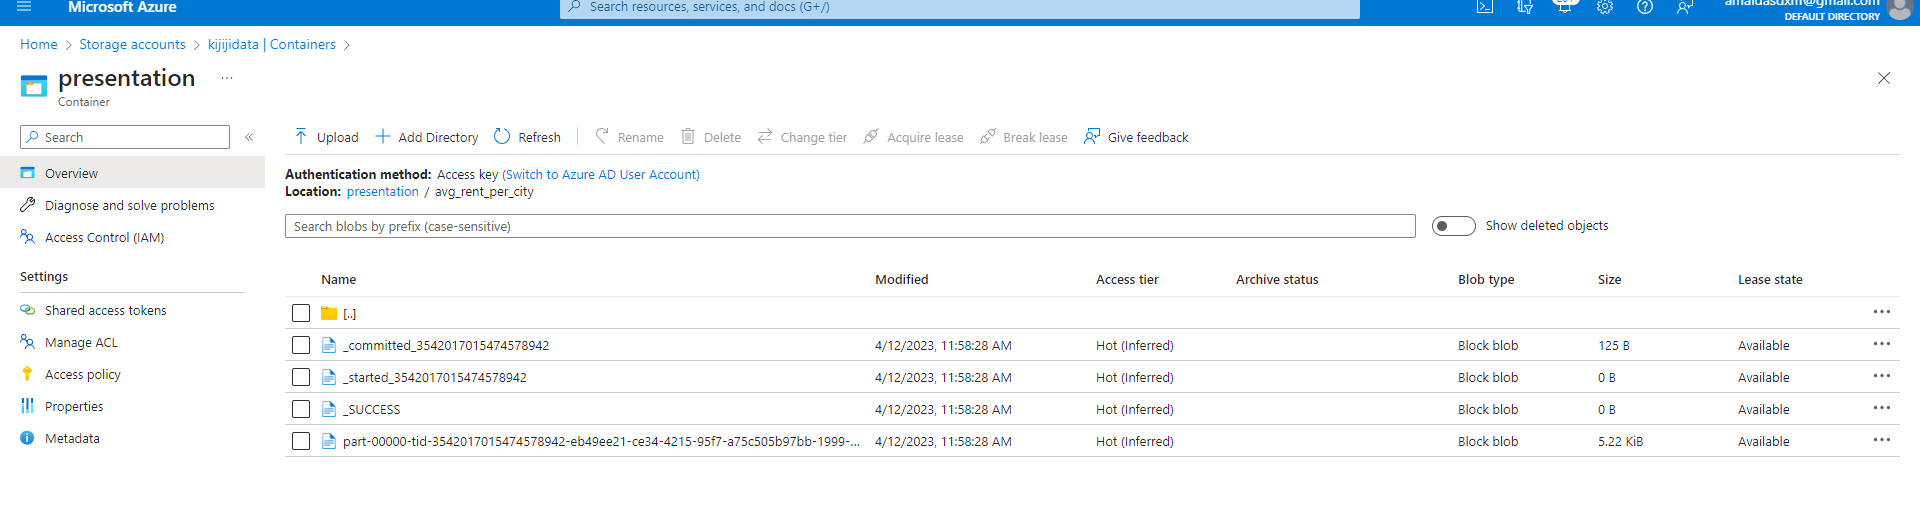 Microsoft Azure
Search resources, services, and docs (G+/)
DEFAULT DIRECTORY
Home > Storage accounts > kijijidata | Containers >
presentation ...
Container
Search «
Upload Add Directory Refresh Rename Delete Change tier Acquire lease Break lease Give feedback
Overview
Diagnose and solve problems
Access Control (IAM)
Settings
Shared access tokens
Manage ACL
Access policy
Properties
Metadata
Authentication method: Access key (Switch to Azure AD User Account)
Location: presentation / avg_rent_per_city
Search blobs by prefix (case-sensitive) Show deleted objects
Name Modified Access tier Archive status Blob type Size Lease state
[..] •••
_committed_3542017015474578942 4/12/2023, 11:58:28 AM Hot (Inferred) Block blob 125 B Available •••
_started_3542017015474578942 4/12/2023, 11:58:28 AM Hot (Inferred) Block blob 0 B Available •••
_SUCCESS 4/12/2023, 11:58:28 AM Hot (Inferred) Block blob 0 B Available •••
part-00000-tid-3542017015474578942-eb49ee21-ce34-4215-95f7-a75c505b97bb-1999-... 4/12/2023, 11:58:28 AM Hot (Inferred) Block blob 5.22 KiB Available •••